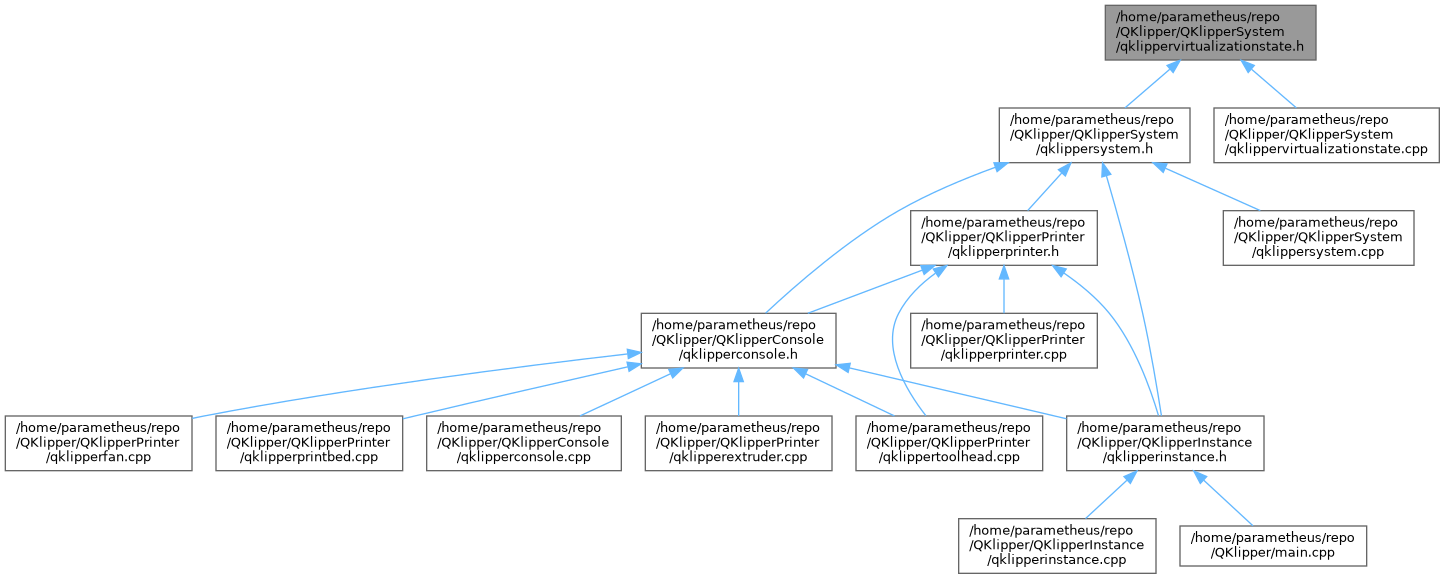 /home/parametheus/repo
/QKlipper/QKlipperSystem
/qklippervirtualizationstate.h
/home/parametheus/repo
/QKlipper/QKlipperSystem
/qklippersystem.h
/home/parametheus/repo
/QKlipper/QKlipperSystem
/qklippervirtualizationstate.cpp
/home/parametheus/repo
/QKlipper/QKlipperPrinter
/qklipperprinter.h
/home/parametheus/repo
/QKlipper/QKlipperSystem
/qklippersystem.cpp
/home/parametheus/repo
/QKlipper/QKlipperConsole
/qklipperconsole.h
/home/parametheus/repo
/QKlipper/QKlipperPrinter
/qklipperprinter.cpp
/home/parametheus/repo
/QKlipper/QKlipperPrinter
/qklipperfan.cpp
/home/parametheus/repo
/QKlipper/QKlipperPrinter
/qklipperprintbed.cpp
/home/parametheus/repo
/QKlipper/QKlipperConsole
/qklipperconsole.cpp
/home/parametheus/repo
/QKlipper/QKlipperPrinter
/qklipperextruder.cpp
/home/parametheus/repo
/QKlipper/QKlipperPrinter
/qklippertoolhead.cpp
/home/parametheus/repo
/QKlipper/QKlipperInstance
/qklipperinstance.h
/home/parametheus/repo
/QKlipper/QKlipperInstance
/qklipperinstance.cpp
/home/parametheus/repo
/QKlipper/main.cpp